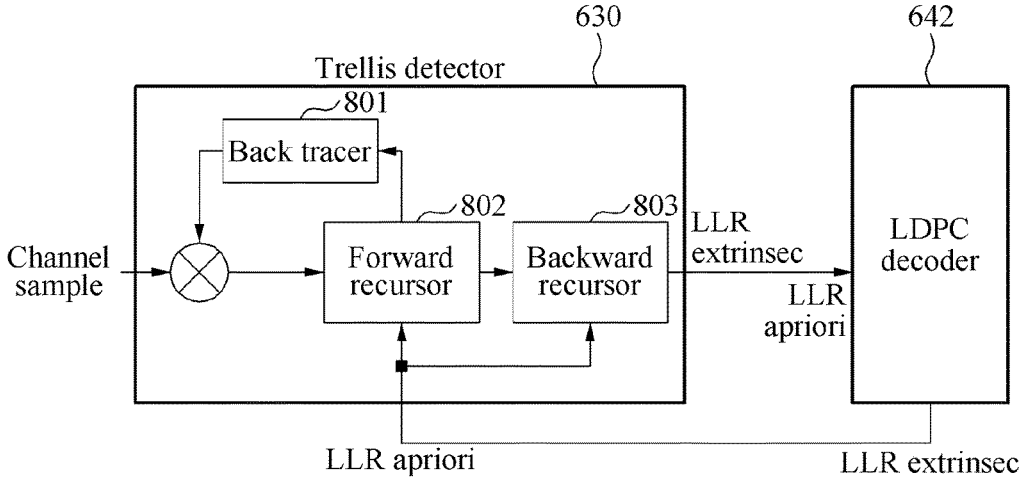 630
642
Trellis detector
801
Back tracer
802
803
Channel
sample
Forward
recursor
Backward
recursor
LLR
extrinsec
LLR
apriori
LDPC
decoder
LLR apriori
LLR extrinsec